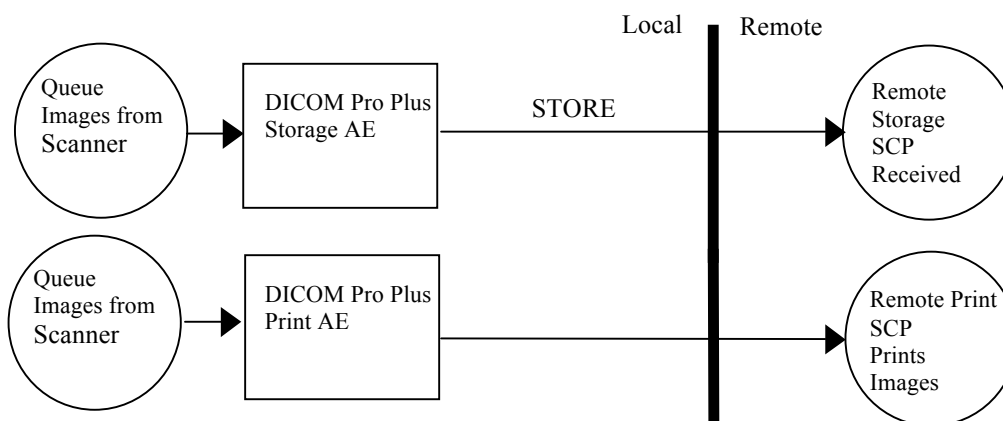 Local
Remote
Queue
Images from
Scanner
DICOM Pro Plus
Storage AE
STORE
Remote
Storage
SCP
Received
Queue
Images from
Scanner
DICOM Pro Plus
Print AE
Remote Print
SCP
Prints
Images